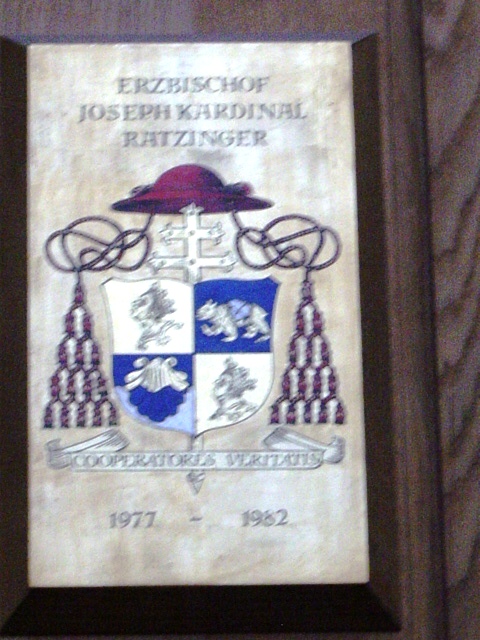 ERZBISCHOF
JOSEPH KARDINAL
RATZINGER
COOPERATORES VERITATIS
1977 - 1982